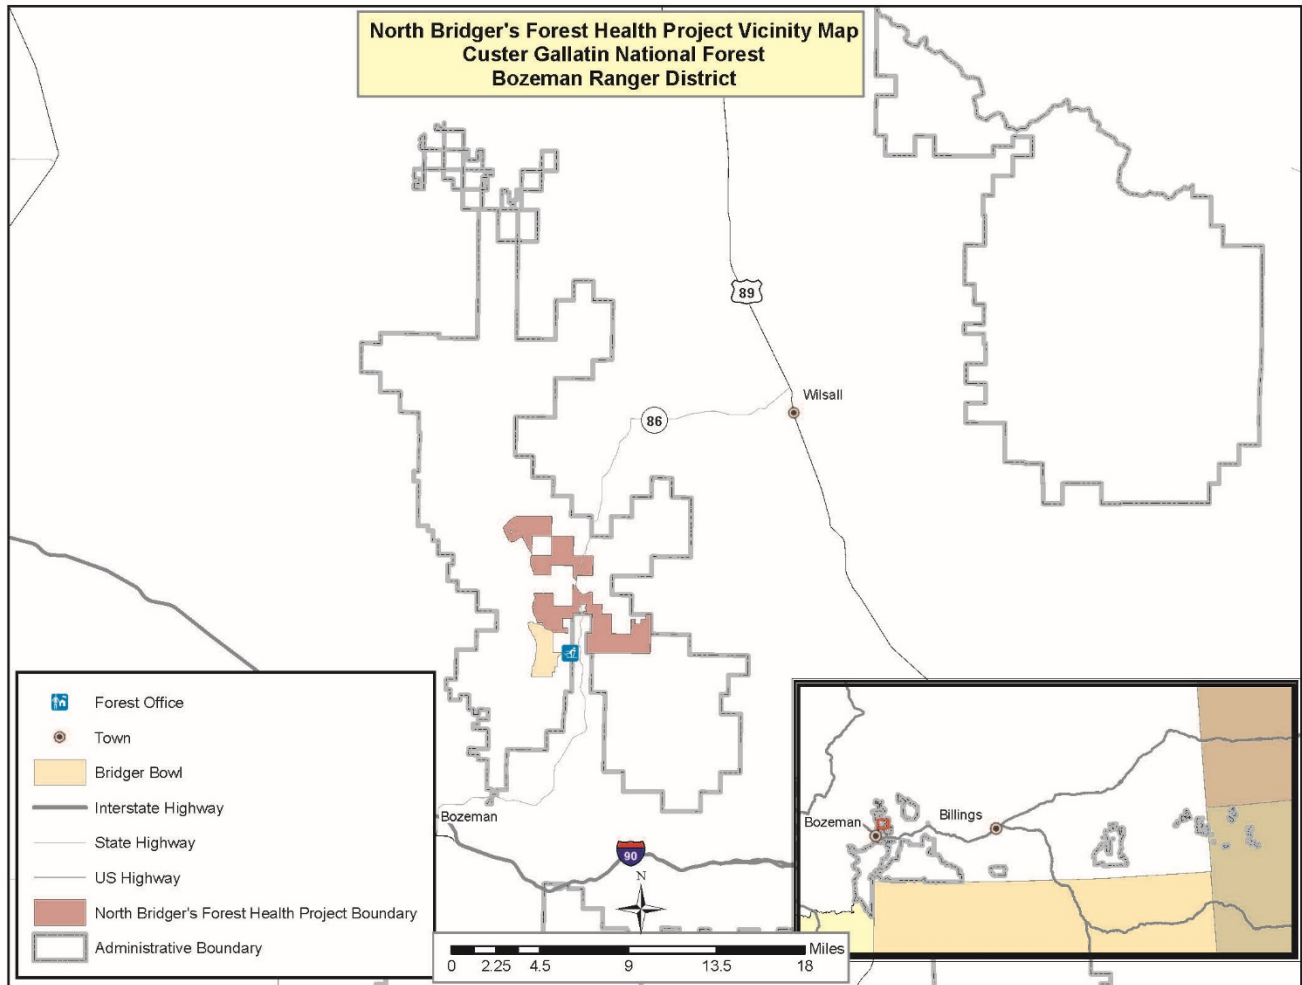 North Bridger's Forest Health Project Vicinity Map
Custer Gallatin National Forest
Bozeman Ranger District
89
Wilsall
86
Forest Office
Town
Bridger Bowl
Interstate Highway
State Highway
US Highway
North Bridger's Forest Health Project Boundary
Administrative Boundary
Bozeman
90
N
Bozeman
Billings
Miles
0 2.25 4.5 9 13.5 18